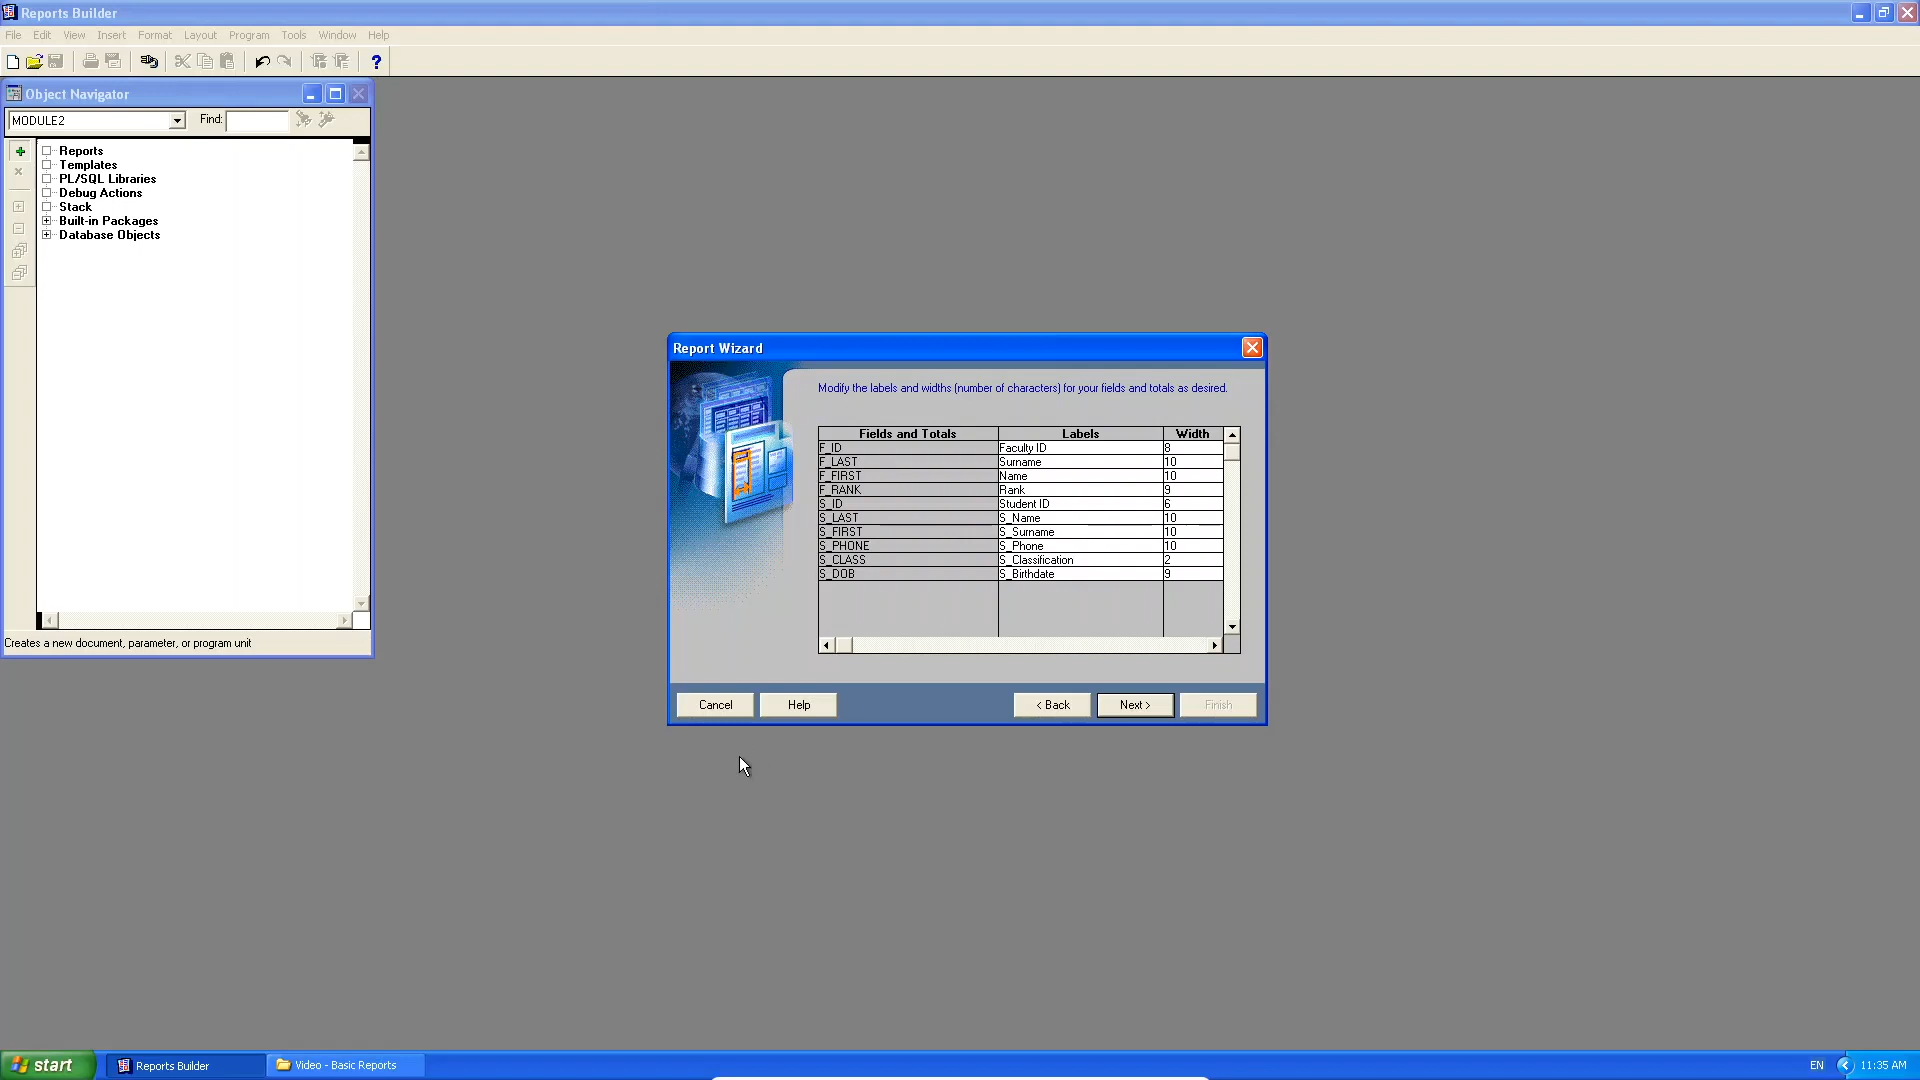 Reports Builder
File Edit View Insert Format Layout Program Tools Window Help
Object Navigator
MODULE2 Find:
Reports
Templates
PL/SQL Libraries
Debug Actions
Stack
Built-in Packages
Database Objects
Creates a new document, parameter, or program unit
Report Wizard
Modify the labels and widths (number of characters) for your fields and totals as desired.
Fields and Totals Labels Width
F_ID Faculty ID 8
F_LAST Surname 10
F_FIRST Name 10
F_RANK Rank 9
S_ID Student ID 6
S_LAST S_Name 10
S_FIRST S_Surname 10
S_PHONE S_Phone 10
S_CLASS S_Classification 2
S_DOB S_Birthdate 9
Cancel Help < Back Next > Finish
start Reports Builder Video - Basic Reports EN 11:35 AM